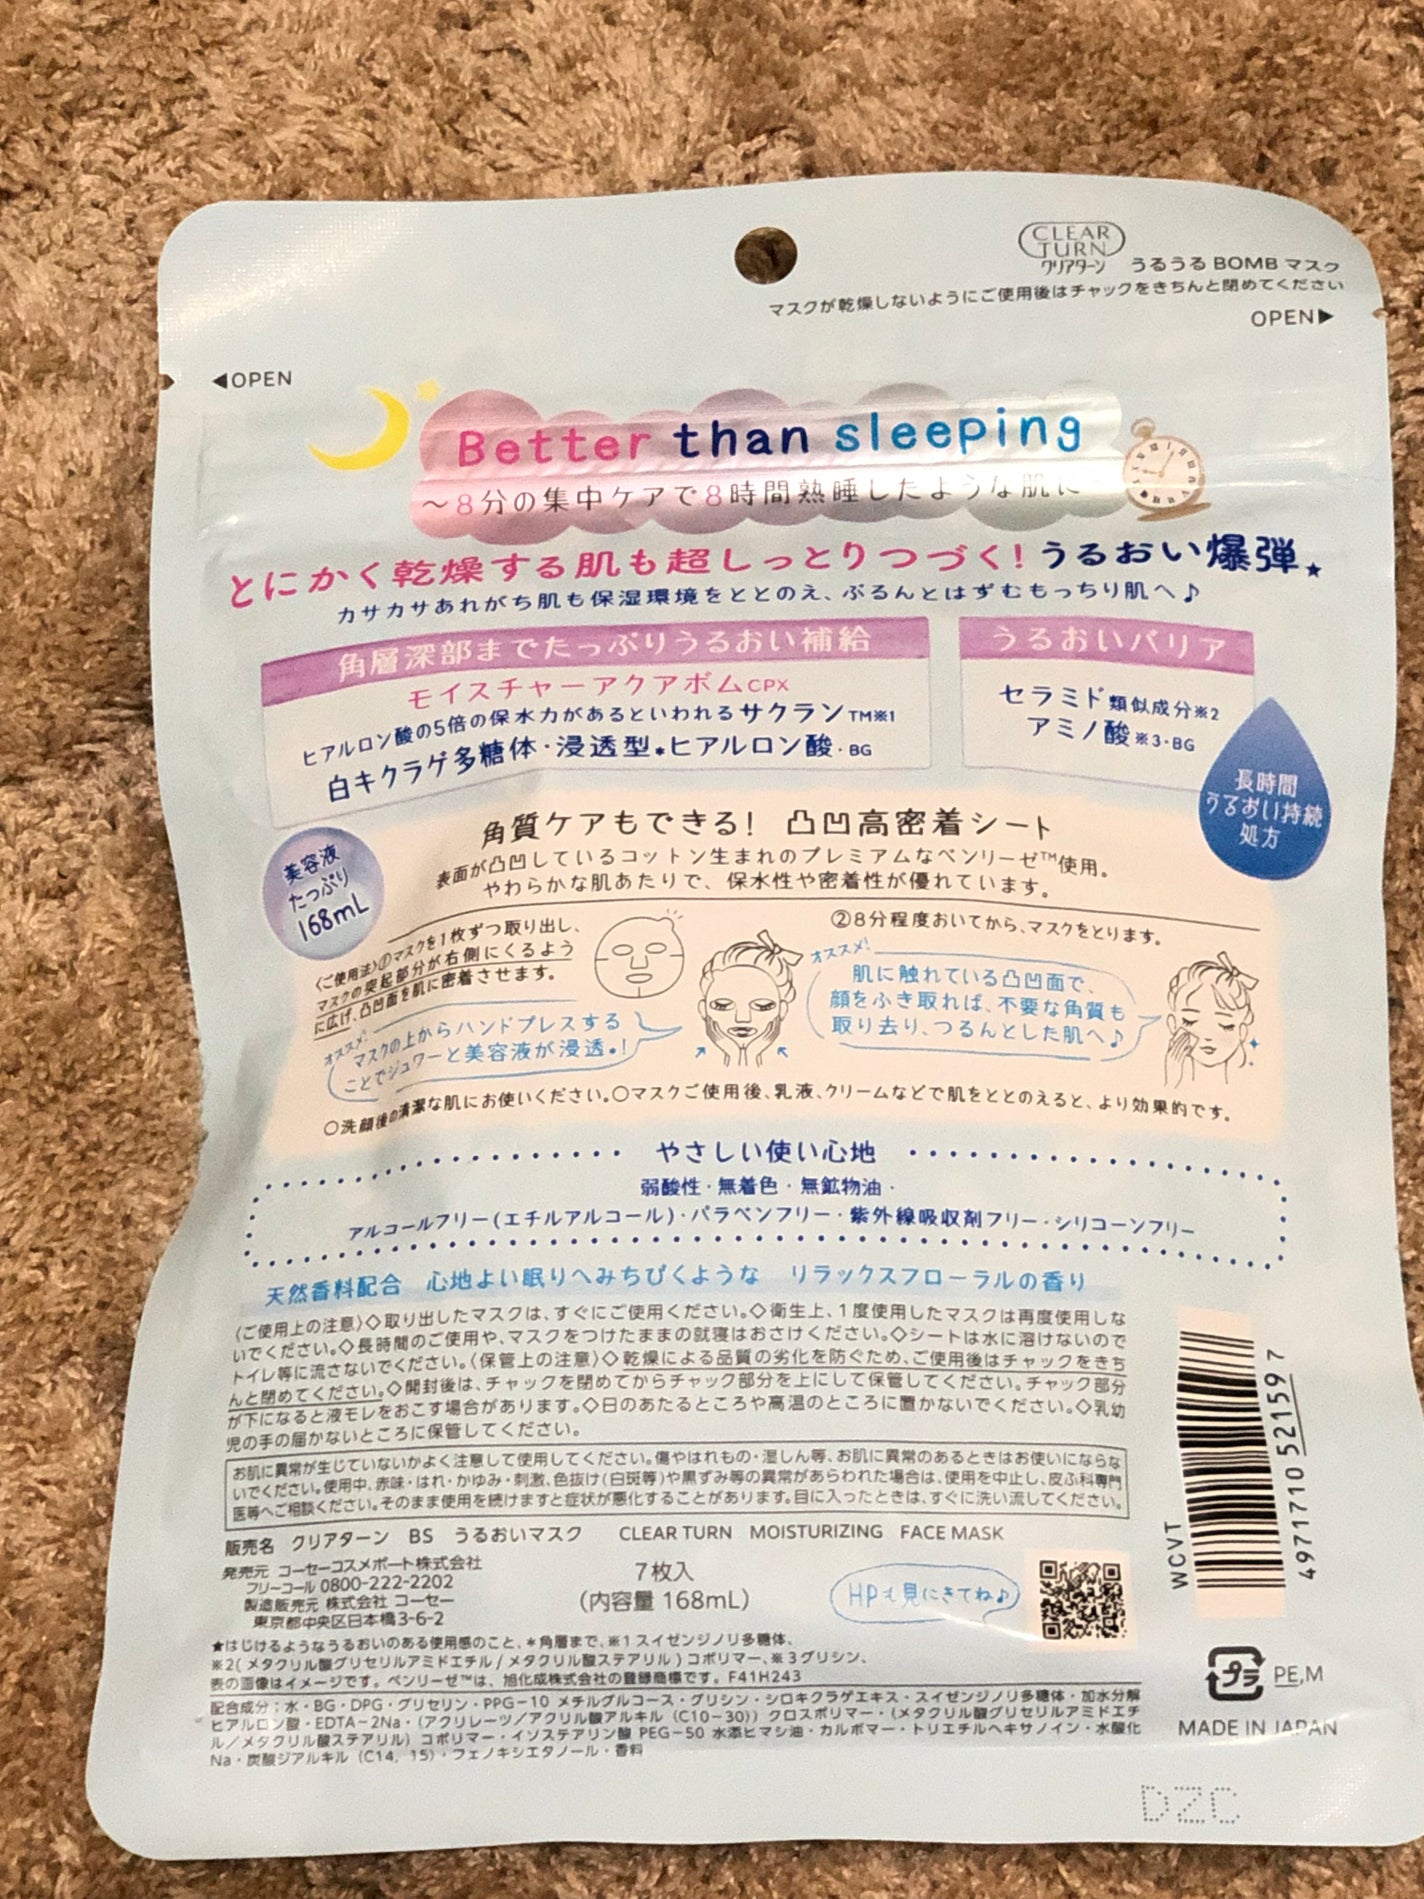 CLEAR
TURN
クリアターン うるうる BOMB マスク
マスクが乾燥しないようにご使用後はチャックをきちんと閉めてください
OPEN▶
◀OPEN
Better than sleeping
～8分の集中ケアで8時間熟睡したような肌に～
とにかく乾燥する肌も超しっとりつづく!うるおい爆弾★
カサカサあれがち肌も保湿環境をととのえ、ぷるんとはずむもっちり肌へ♪
角層深部までたっぷりうるおい補給
モイスチャーアクアボムCPX
ヒアルロン酸の5倍の保水力があるといわれるサクランTM※1
白キクラゲ多糖体・浸透型*ヒアルロン酸・BG
うるおいバリア
セラミド類似成分※2
アミノ酸※3・BG
長時間
うるおい持続
処方
美容液
たっぷり
168mL
角質ケアもできる! 凸凹高密着シート
表面が凸凹しているコットン生まれのプレミアムなベンリーゼ™使用。
やわらかな肌あたりで、保水性や密着性が優れています。
〈ご使用法〉①マスクを1枚ずつ取り出し、
マスクの突起部分が右側にくるよう
に広げ、凸凹面を肌に密着させます。
オススメ!
マスクの上からハンドプレスする
ことでジュワーと美容液が浸透*!
②8分程度おいてから、マスクをとります。
オススメ!
肌に触れている凸凹面で、
顔をふき取れば、不要な角質も
取り去り、つるんとした肌へ♪
○洗顔後の清潔な肌にお使いください。○マスクご使用後、乳液、クリームなどで肌をととのえると、より効果的です。
やさしい使い心地
弱酸性・無着色・無鉱物油・
アルコールフリー(エチルアルコール)・パラベンフリー・紫外線吸収剤フリー・シリコーンフリー
天然香料配合 心地よい眠りへみちびくような リラックスフローラルの香り
〈ご使用上の注意〉◇取り出したマスクは、すぐにご使用ください。◇衛生上、1度使用したマスクは再度使用しな
いでください。◇長時間のご使用や、マスクをつけたままの就寝はおさけください。◇シートは水に溶けないので
トイレ等に流さないでください。〈保管上の注意〉◇乾燥による品質の劣化を防ぐため、ご使用後はチャックをきち
んと閉めてください。◇開封後は、チャックを閉めてからチャック部分を上にして保管してください。チャック部分
が下になると液モレをおこす場合があります。◇日のあたるところや高温のところに置かないでください。◇乳幼
児の手の届かないところに保管してください。
お肌に異常が生じていないかよく注意して使用してください。傷やはれもの・湿しん等、お肌に異常のあるときはお使いにならな
いでください。使用中、赤味・はれ・かゆみ・刺激、色抜け(白斑等)や黒ずみ等の異常があらわれた場合は、使用を中止し、皮ふ科専門
医等へご相談ください。そのまま使用を続けますと症状が悪化することがあります。目に入ったときは、すぐに洗い流してください。
販売名 クリアターン BS うるおいマスク CLEAR TURN MOISTURIZING FACE MASK
発売元 コーセーコスメポート株式会社
フリーコール 0800-222-2202
製造販売元 株式会社 コーセー
東京都中央区日本橋3-6-2
7枚入
(内容量 168mL)
HPも見にきてね♪
WCVT
4971710 521597
★はじけるようなうるおいのある使用感のこと、*角層まで、※1 スイゼンジノリ多糖体、
※2(メタクリル酸グリセリルアミドエチル/メタクリル酸ステアリル)コポリマー、※3グリシン、
表の画像はイメージです。ベンリーゼ™は、旭化成株式会社の登録商標です。F41H243
配合成分：水・BG・DPG・グリセリン・PPG－10 メチルグルコース・グリシン・シロキクラゲエキス・スイゼンジノリ多糖体・加水分解
ヒアルロン酸・EDTA－2Na・(アクリレーツ／アクリル酸アルキル（C10－30)）クロスポリマー・(メタクリル酸グリセリルアミドエチ
ル／メタクリル酸ステアリル）コポリマー・イソステアリン酸 PEG－50 水添ヒマシ油・カルボマー・トリエチルヘキサノイン・水酸化
Na・炭酸ジアルキル（C14，15)・フェノキシエタノール・香料
プラ PE,M
MADE IN JAPAN
DZC